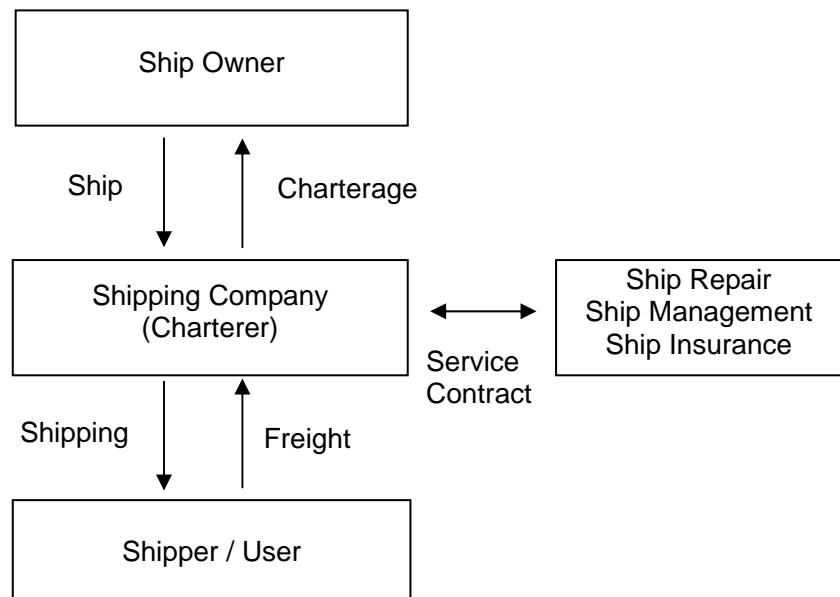 Ship Owner
Ship
Charterage
Shipping Company
(Charterer)
Ship Repair
Ship Management
Ship Insurance
Service
Contract
Shipping
Freight
Shipper / User